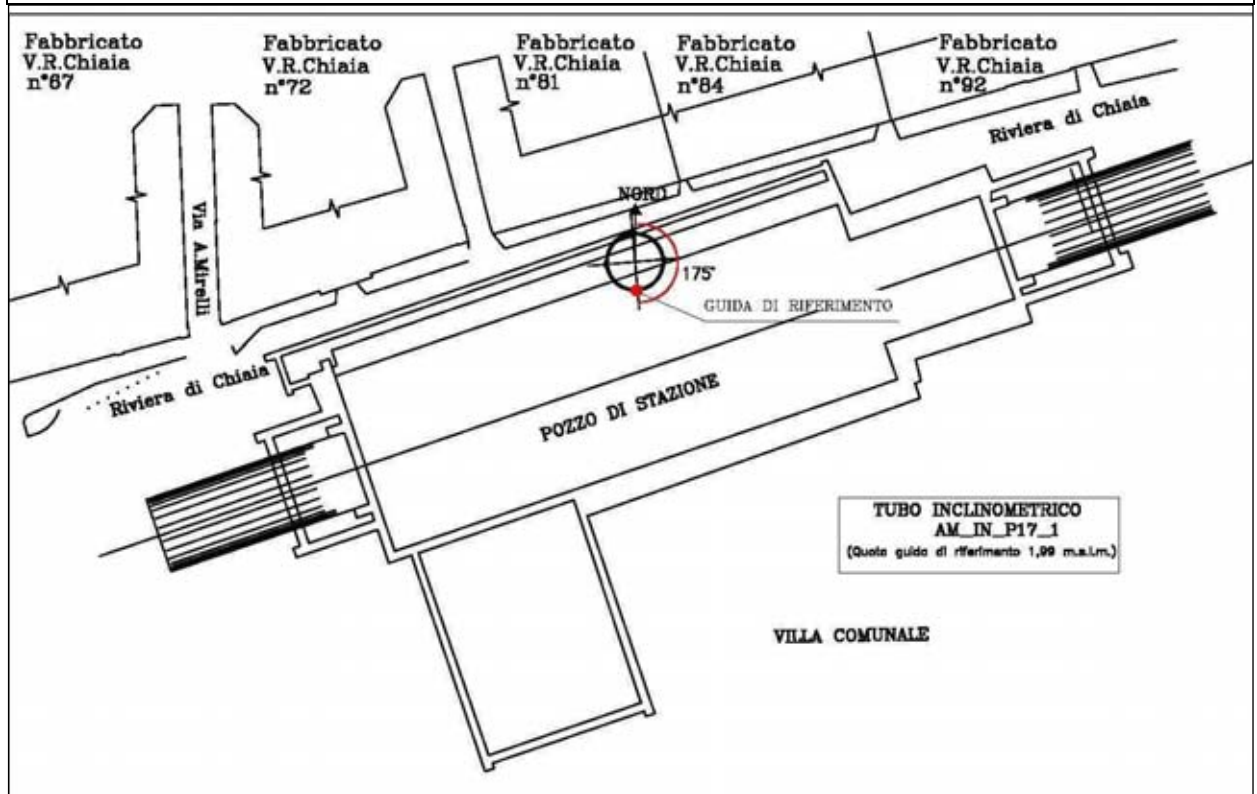 Fabbricato
V.R.Chiaia
n°67
Fabbricato
V.R.Chiaia
n°72
Fabbricato
V.R.Chiaia
n°81
Fabbricato
V.R.Chiaia
n°84
Fabbricato
V.R.Chiaia
n°92
Riviera di Chiaia
Via A.Mirelli
NORD
175°
GUIDA DI RIFERIMENTO
Riviera di Chiaia
POZZO DI STAZIONE
TUBO INCLINOMETRICO
AM_IN_P17_1
(Quota guida di riferimento 1,99 m.s.l.m.)
VILLA COMUNALE